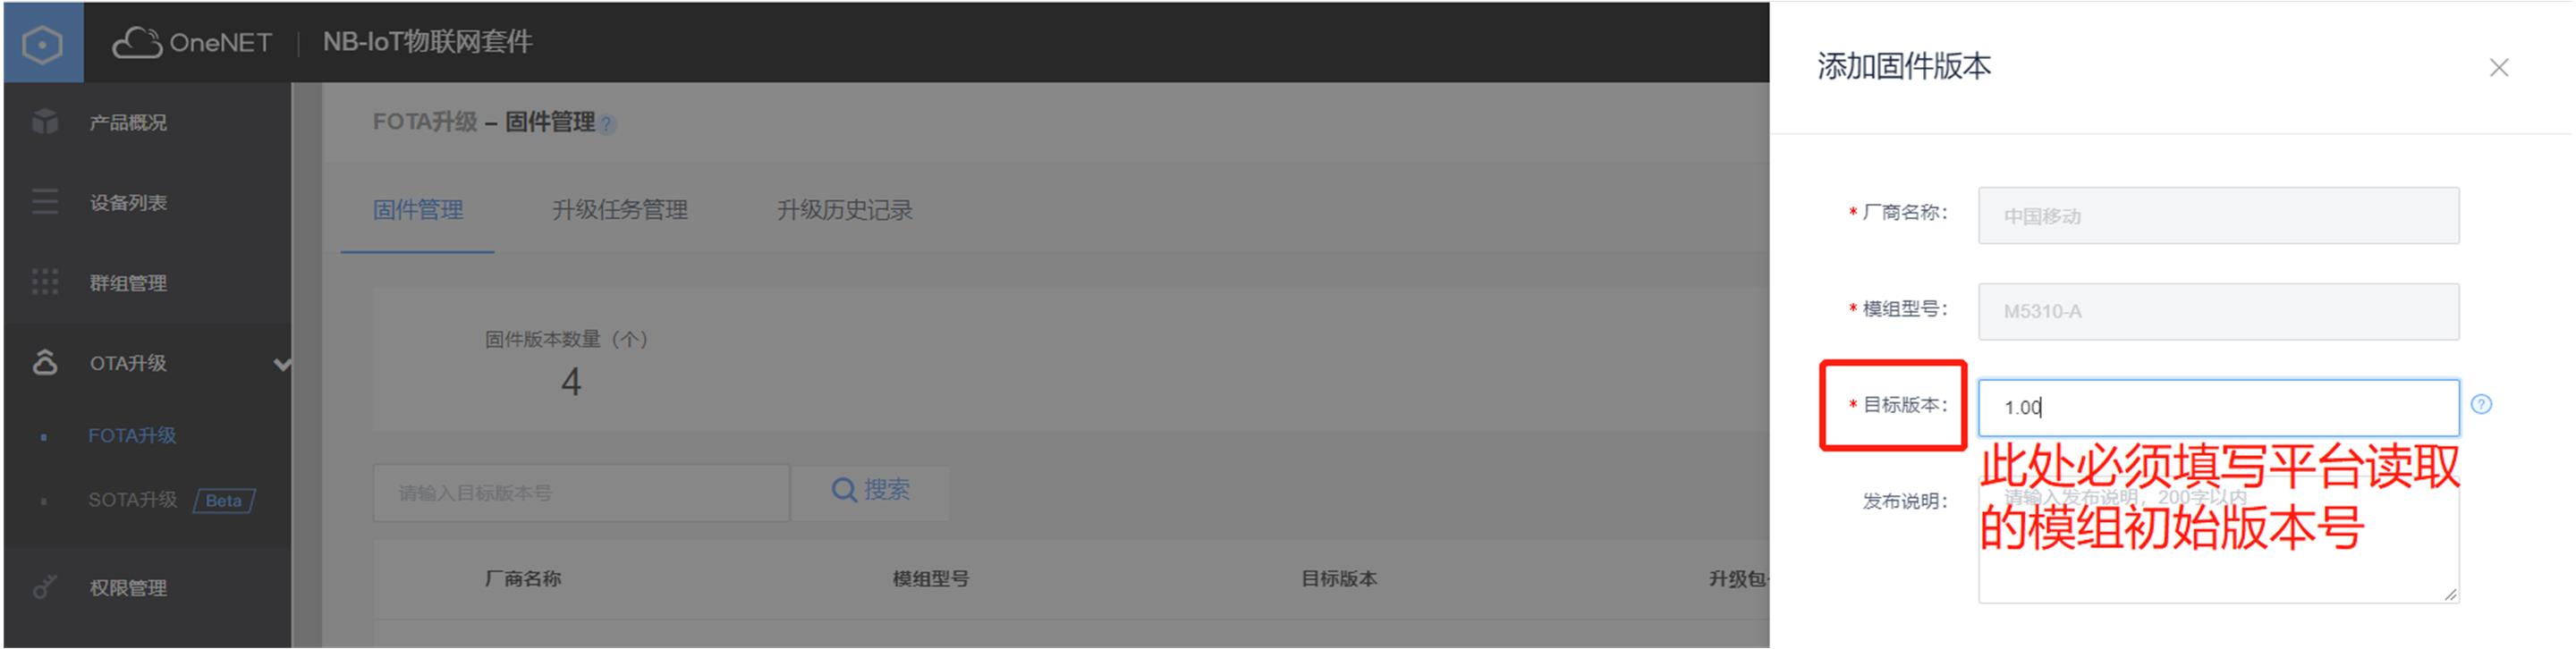 OneNET
NB-IoT物联网套件
产品概况
设备列表
群组管理
OTA升级
FOTA升级
SOTA升级 Beta
权限管理
FOTA升级 – 固件管理 ?
固件管理 升级任务管理 升级历史记录
固件版本数量（个）
4
请输入目标版本号 搜索
厂商名称 模组型号 目标版本 升级包
添加固件版本
* 厂商名称： 中国移动
* 模组型号： M5310-A
* 目标版本： 1.00 ?
发布说明： 请输入发布说明，200字以内
此处必须填写平台读取
的模组初始版本号